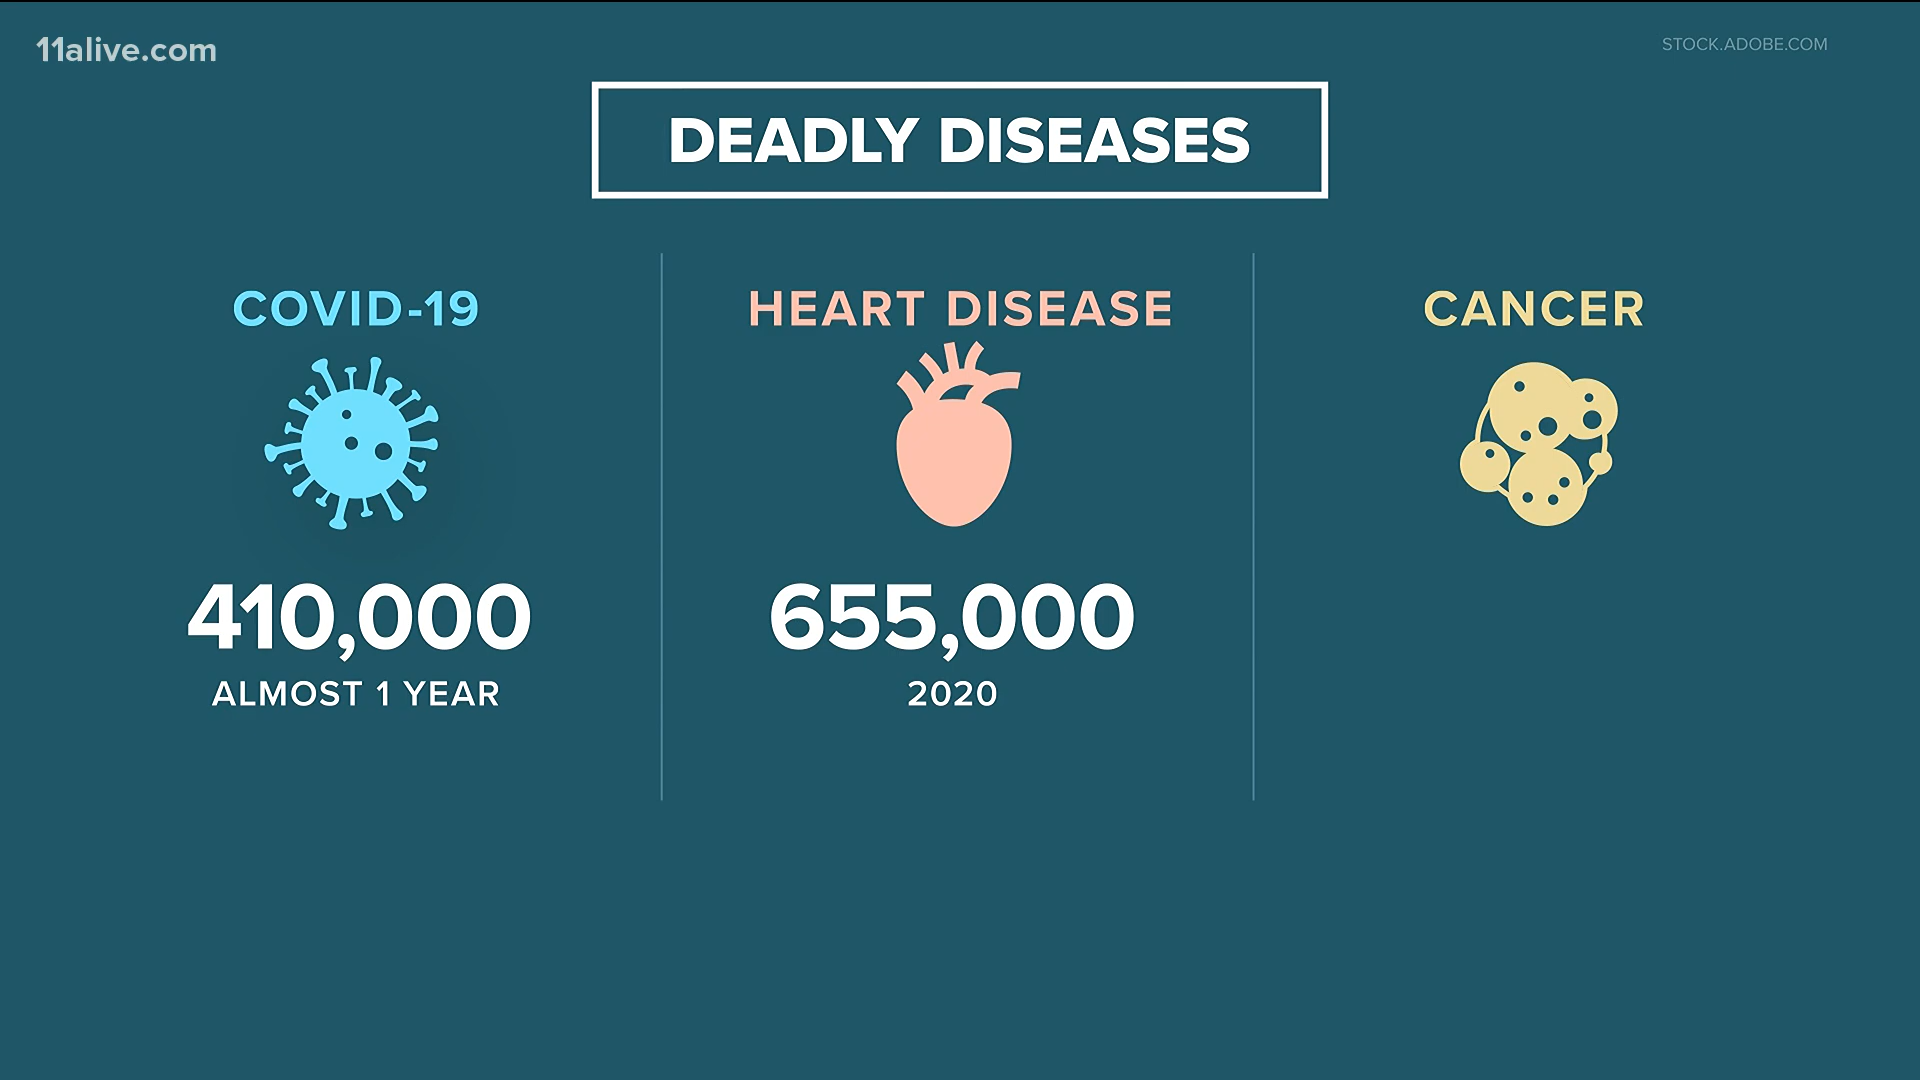 11alive.com
STOCK.ADOBE.COM
DEADLY DISEASES
COVID-19
HEART DISEASE
CANCER
410,000
655,000
ALMOST 1 YEAR
2020